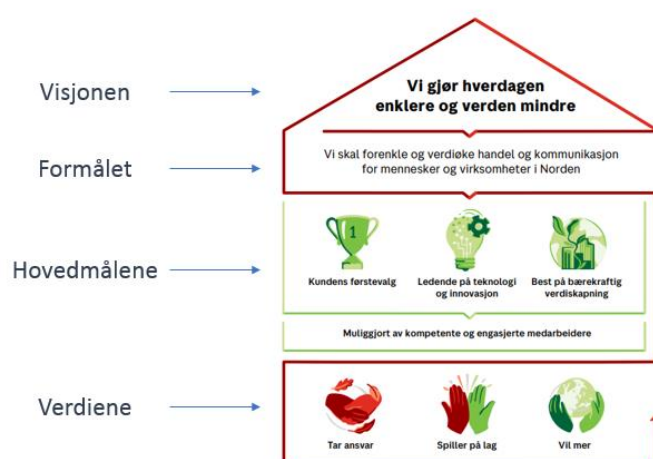 Visjonen
Vi gjør hverdagen
enklere og verden mindre
Formålet
Vi skal forenkle og verdiøke handel og kommunikasjon
for mennesker og virksomheter i Norden
Hovedmålene
1
Kundens førstevalg
Ledende på teknologi
og innovasjon
Best på bærekraftig
verdiskapning
Muliggjort av kompetente og engasjerte medarbeidere
Verdiene
Tar ansvar
Spiller på lag
Vil mer